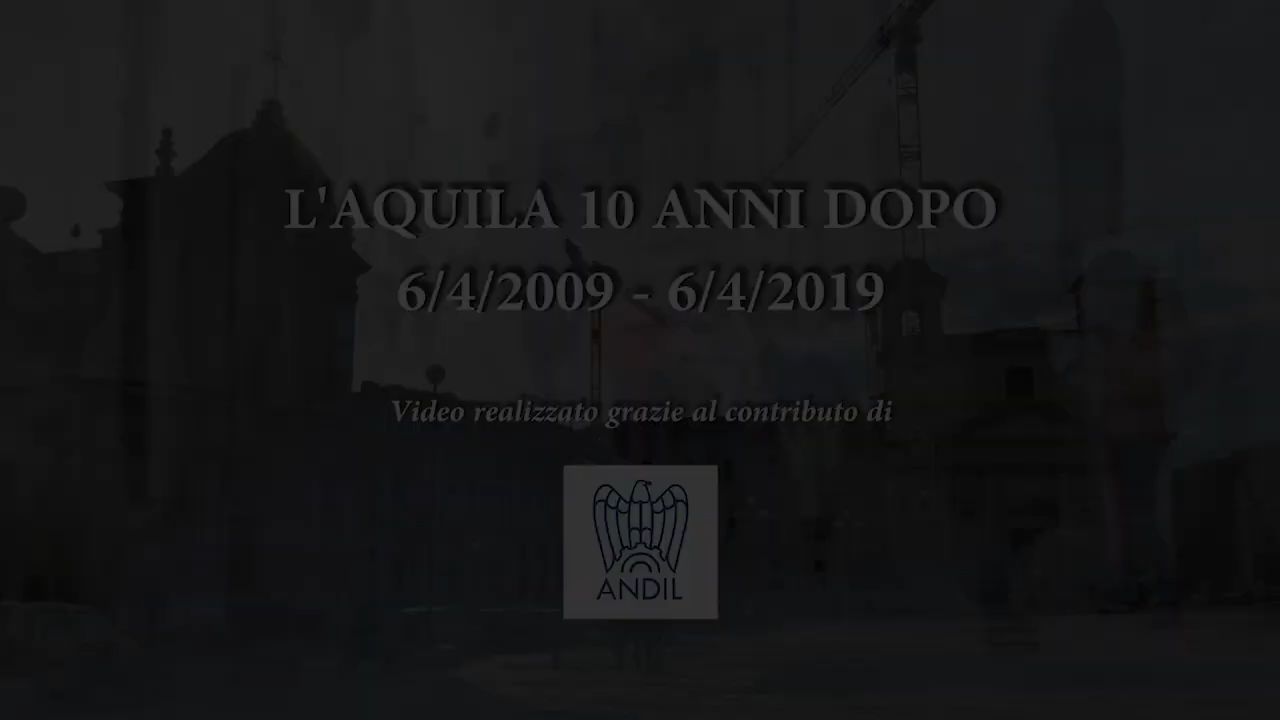 L'AQUILA 10 ANNI DOPO
6/4/2009 - 6/4/2019
Video realizzato grazie al contributo di
ANDIL